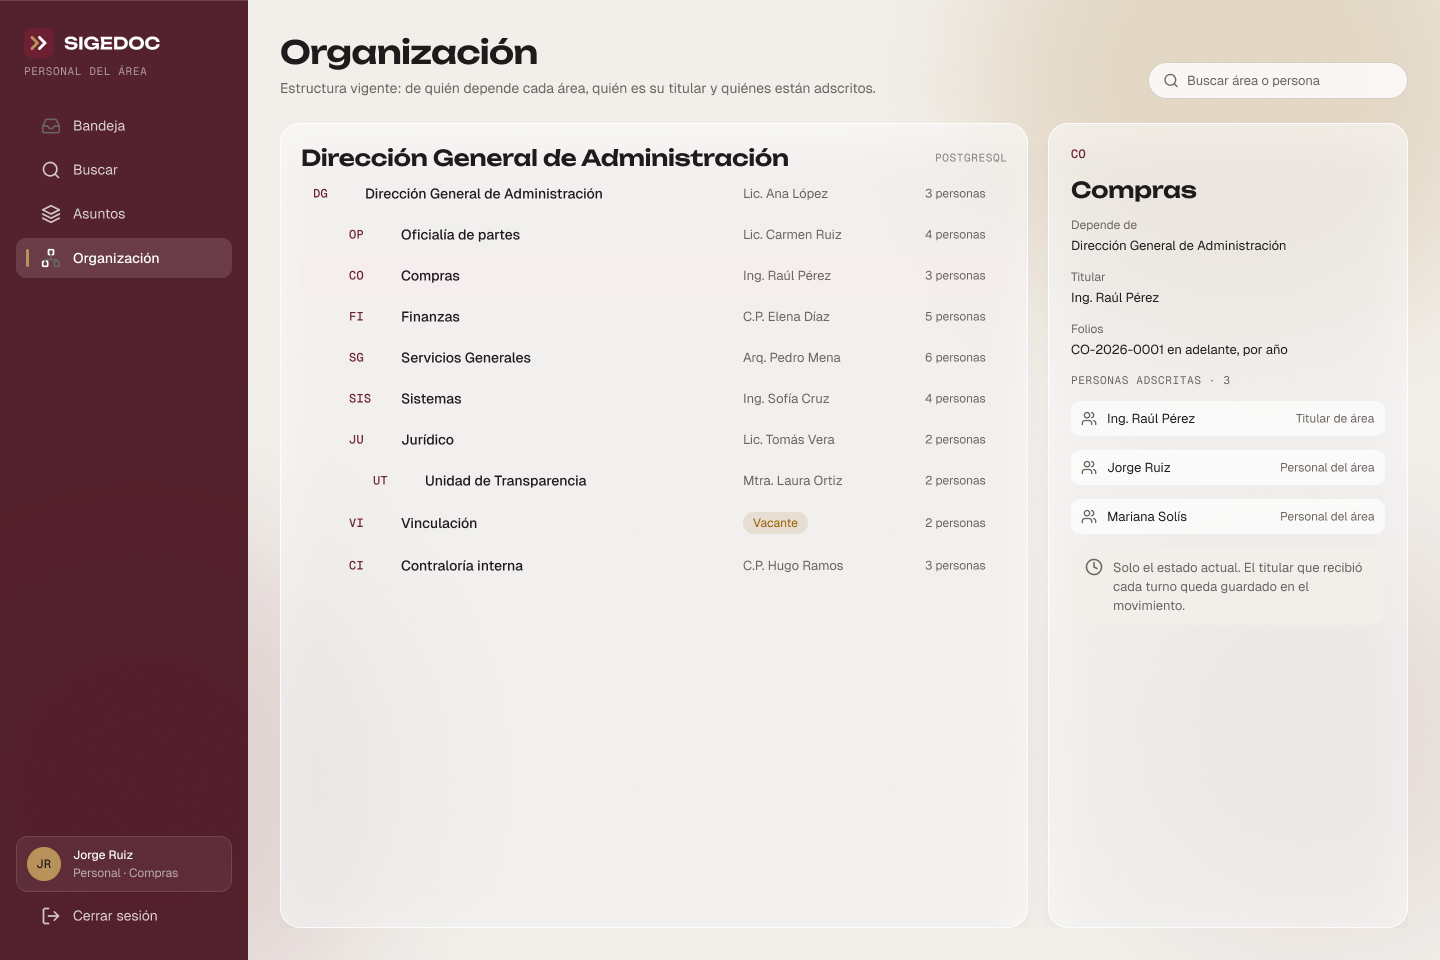 SIGEDOC
PERSONAL DEL ÁREA
Bandeja
Buscar
Asuntos
Organización
JR
Jorge Ruiz
Personal · Compras
Cerrar sesión
Organización
Estructura vigente: de quién depende cada área, quién es su titular y quiénes están adscritos.
Buscar área o persona
Dirección General de Administración POSTGRESQL
DG Dirección General de Administración Lic. Ana López 3 personas
OP Oficialía de partes Lic. Carmen Ruiz 4 personas
CO Compras Ing. Raúl Pérez 3 personas
FI Finanzas C.P. Elena Díaz 5 personas
SG Servicios Generales Arq. Pedro Mena 6 personas
SIS Sistemas Ing. Sofía Cruz 4 personas
JU Jurídico Lic. Tomás Vera 2 personas
UT Unidad de Transparencia Mtra. Laura Ortiz 2 personas
VI Vinculación Vacante 2 personas
CI Contraloría interna C.P. Hugo Ramos 3 personas
CO
Compras
Depende de
Dirección General de Administración
Titular
Ing. Raúl Pérez
Folios
CO-2026-0001 en adelante, por año
PERSONAS ADSCRITAS · 3
Ing. Raúl Pérez Titular de área
Jorge Ruiz Personal del área
Mariana Solís Personal del área
Solo el estado actual. El titular que recibió
cada turno queda guardado en el
movimiento.